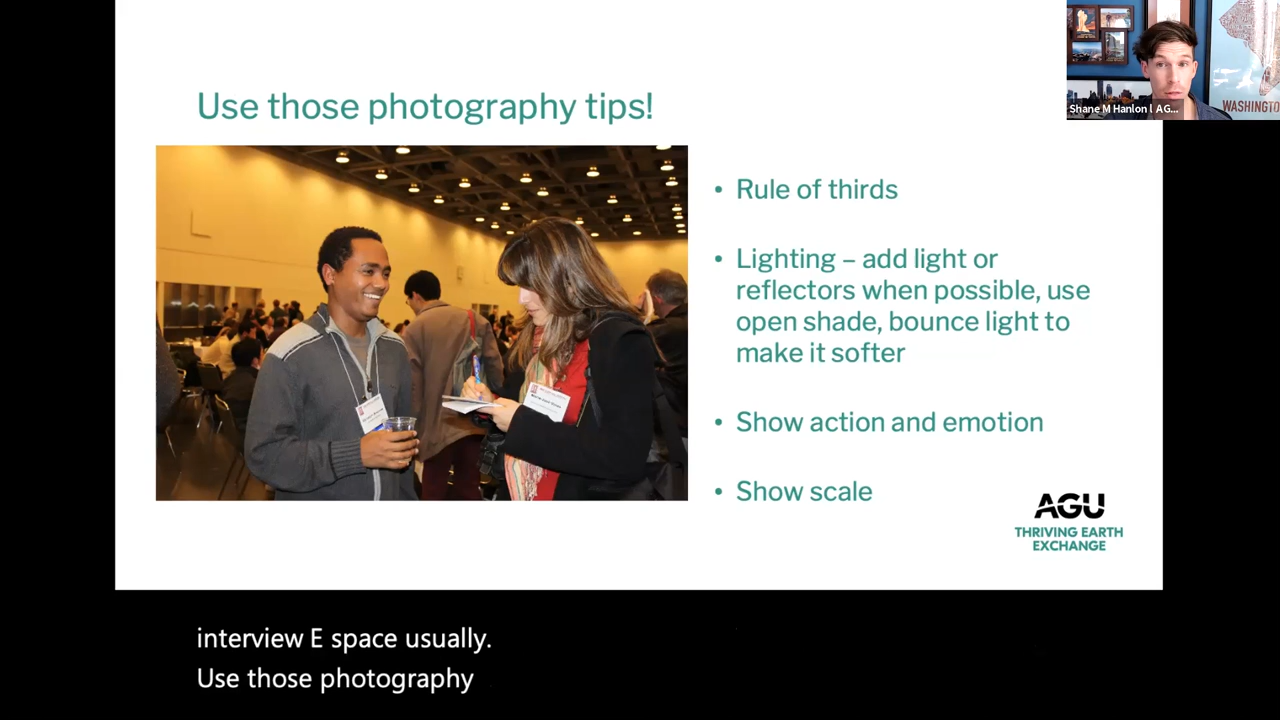 Use those photography tips!
Shane M Hanlon l AG...
WASHINGTO
• Rule of thirds
• Lighting – add light or
reflectors when possible, use
open shade, bounce light to
make it softer
• Show action and emotion
• Show scale
AGU
THRIVING EARTH
EXCHANGE
interview E space usually.
Use those photography